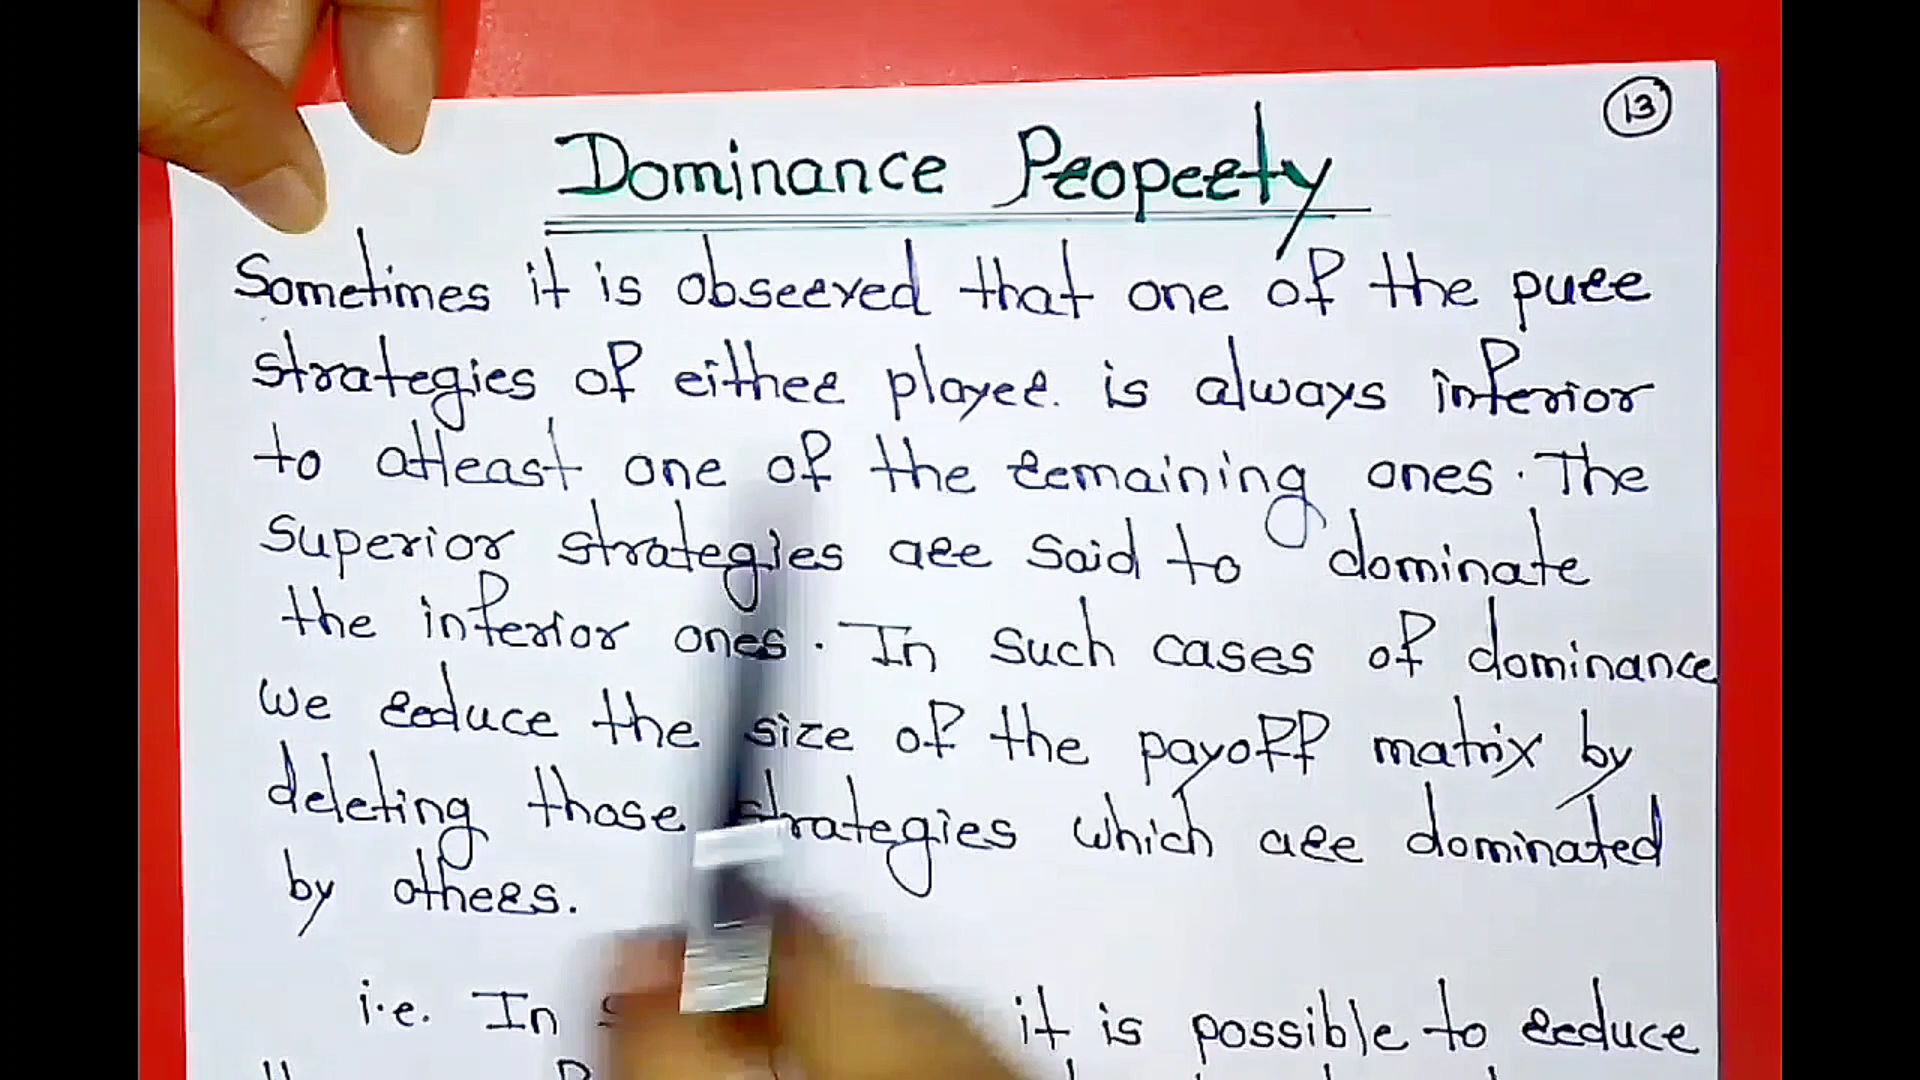 13
Dominance Property
Sometimes it is observed that one of the pure
strategies of either player. is always inferior
to atleast one of the remaining ones. The
superior strategies are said to dominate
the inferior ones. In such cases of dominance
we reduce the size of the payoff matrix by
deleting those strategies which are dominated
by others.
i.e. In it is possible to reduce